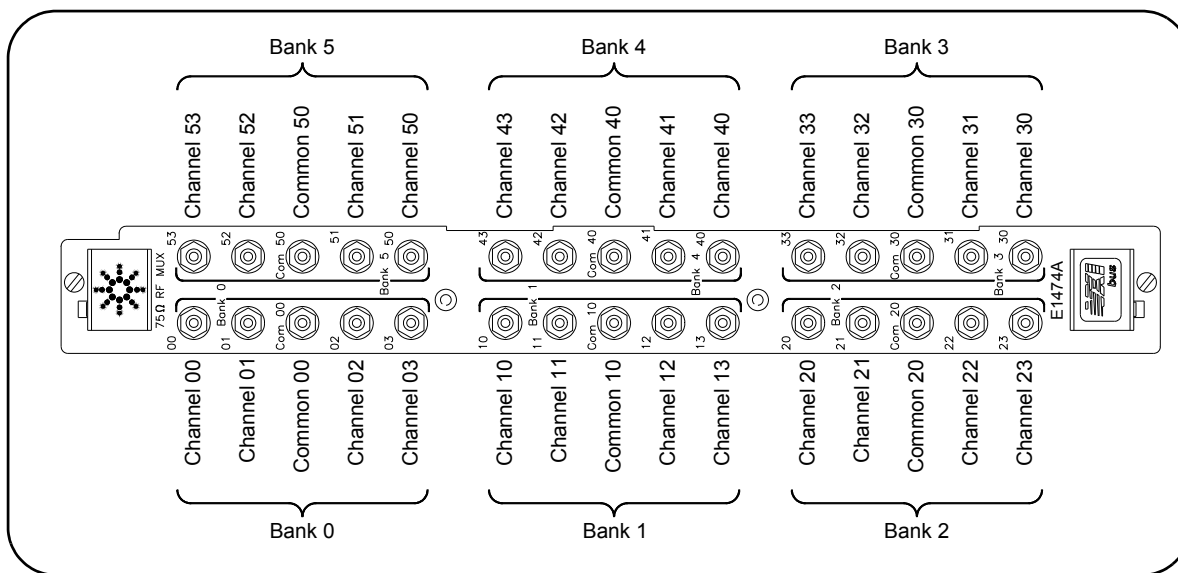 Bank 5
Bank 4
Bank 3
Channel 53
Channel 52
Common 50
Channel 51
Channel 50
Channel 43
Channel 42
Common 40
Channel 41
Channel 40
Channel 33
Channel 32
Common 30
Channel 31
Channel 30
75Ω RF MUX
53
52
Com 50
51
50
Bank 5
43
42
Com 40
41
40
Bank 4
33
32
Com 30
31
30
Bank 3
E1474A
bus
00
Bank 0
01
Com 00
02
03
10
Bank 1
11
Com 10
12
13
20
Bank 2
21
Com 20
22
23
Channel 00
Channel 01
Common 00
Channel 02
Channel 03
Channel 10
Channel 11
Common 10
Channel 12
Channel 13
Channel 20
Channel 21
Common 20
Channel 22
Channel 23
Bank 0
Bank 1
Bank 2